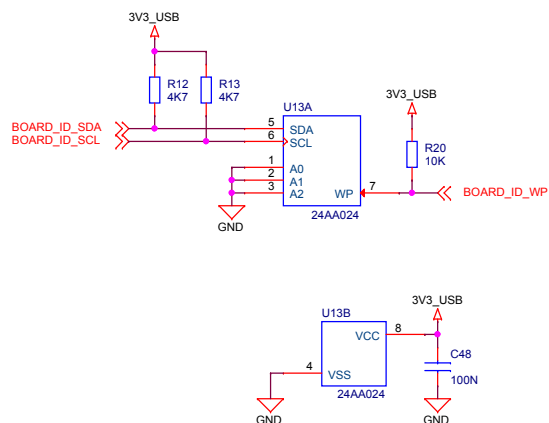 3V3_USB
R12
4K7
R13
4K7
U13A
3V3_USB
BOARD_ID_SDA
BOARD_ID_SCL
5
6
SDA
SCL
R20
10K
1
2
3
A0
A1
A2
WP
7
BOARD_ID_WP
24AA024
GND
U13B
3V3_USB
VCC
8
C48
100N
4
VSS
24AA024
GND
GND